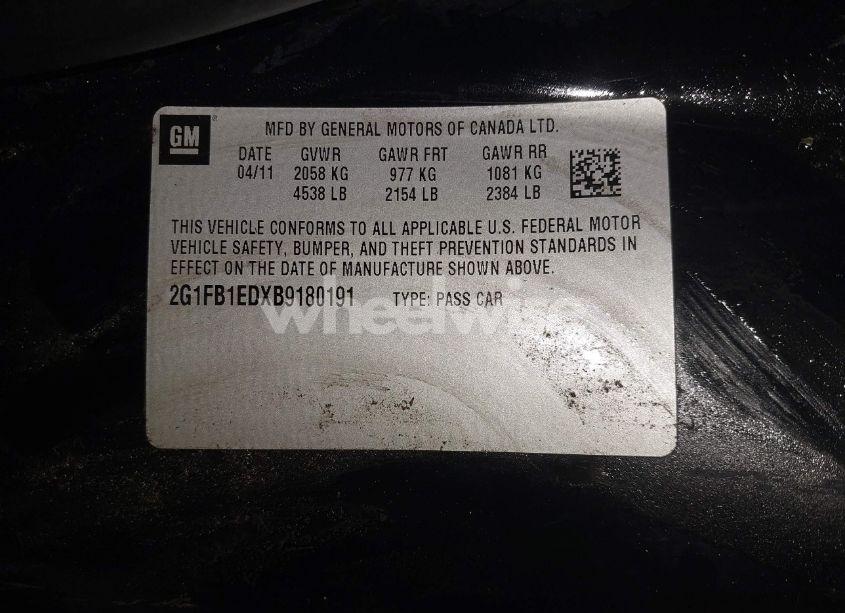 GM
MFD BY GENERAL MOTORS OF CANADA LTD.
DATE GVWR GAWR FRT GAWR RR
04/11 2058 KG 977 KG 1081 KG
4538 LB 2154 LB 2384 LB
THIS VEHICLE CONFORMS TO ALL APPLICABLE U.S. FEDERAL MOTOR
VEHICLE SAFETY, BUMPER, AND THEFT PREVENTION STANDARDS IN
EFFECT ON THE DATE OF MANUFACTURE SHOWN ABOVE.
2G1FB1EDXB9180191 TYPE: PASS CAR
wheelwise